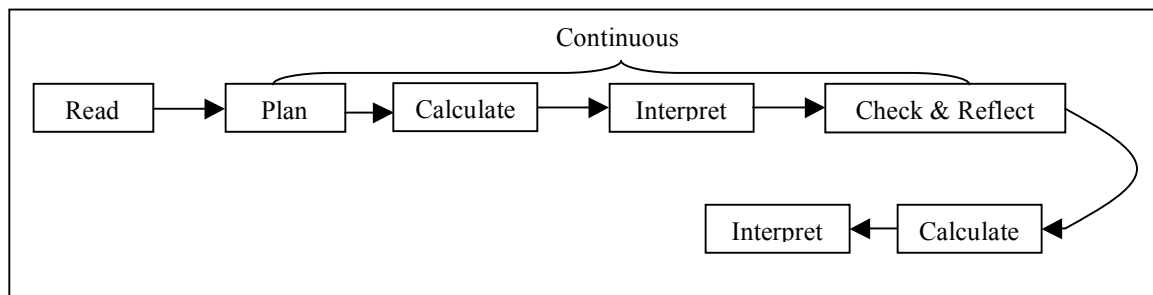 Continuous
Read
Plan
Calculate
Interpret
Check & Reflect
Interpret
Calculate